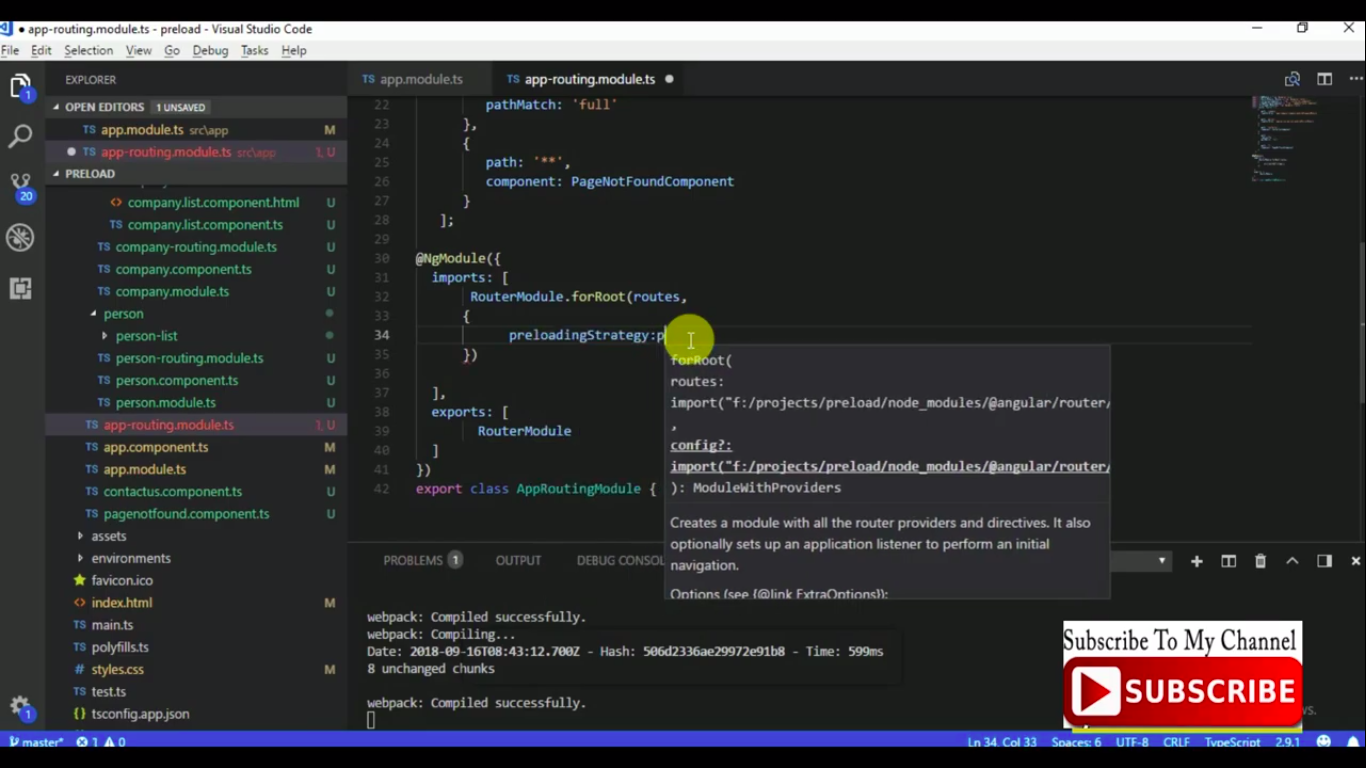 app-routing.module.ts - preload - Visual Studio Code
File Edit Selection View Go Debug Tasks Help
EXPLORER
OPEN EDITORS 1 UNSAVED
TS app.module.ts src\app M
TS app-routing.module.ts src\app 1, U
PRELOAD
<> company.list.component.html U
TS company.list.component.ts U
TS company-routing.module.ts U
TS company.component.ts U
TS company.module.ts U
person
person-list
TS person-routing.module.ts U
TS person.component.ts U
TS person.module.ts U
TS app-routing.module.ts 1, U
TS app.component.ts M
TS app.module.ts M
TS contactus.component.ts U
TS pagenotfound.component.ts U
assets
environments
favicon.ico
<> index.html M
TS main.ts
TS polyfills.ts
# styles.css M
TS test.ts
{} tsconfig.app.json
1
20
1
TS app.module.ts TS app-routing.module.ts
22 pathMatch: 'full'
23 },
24 {
25 path: '**',
26 component: PageNotFoundComponent
27 }
28 ];
29
30 @NgModule({
31 imports: [
32 RouterModule.forRoot(routes,
33 {
34 preloadingStrategy:p
35 })
36
37 ],
38 exports: [
39 RouterModule
40 ]
41 })
42 export class AppRoutingModule {
forRoot(
routes:
import("f:/projects/preload/node_modules/@angular/router/
,
config?:
import("f:/projects/preload/node_modules/@angular/router/
): ModuleWithProviders
Creates a module with all the router providers and directives. It also
optionally sets up an application listener to perform an initial
navigation.
Options (see {@link ExtraOptions}):
PROBLEMS 1 OUTPUT DEBUG CONSOL
webpack: Compiled successfully.
webpack: Compiling...
Date: 2018-09-16T08:43:12.700Z - Hash: 506d2336ae29972e91b8 - Time: 599ms
8 unchanged chunks
webpack: Compiled successfully.
Subscribe To My Channel
SUBSCRIBE
master* 1 0 Ln 34, Col 33 Spaces: 6 UTF-8 CRLF TypeScript 2.9.1